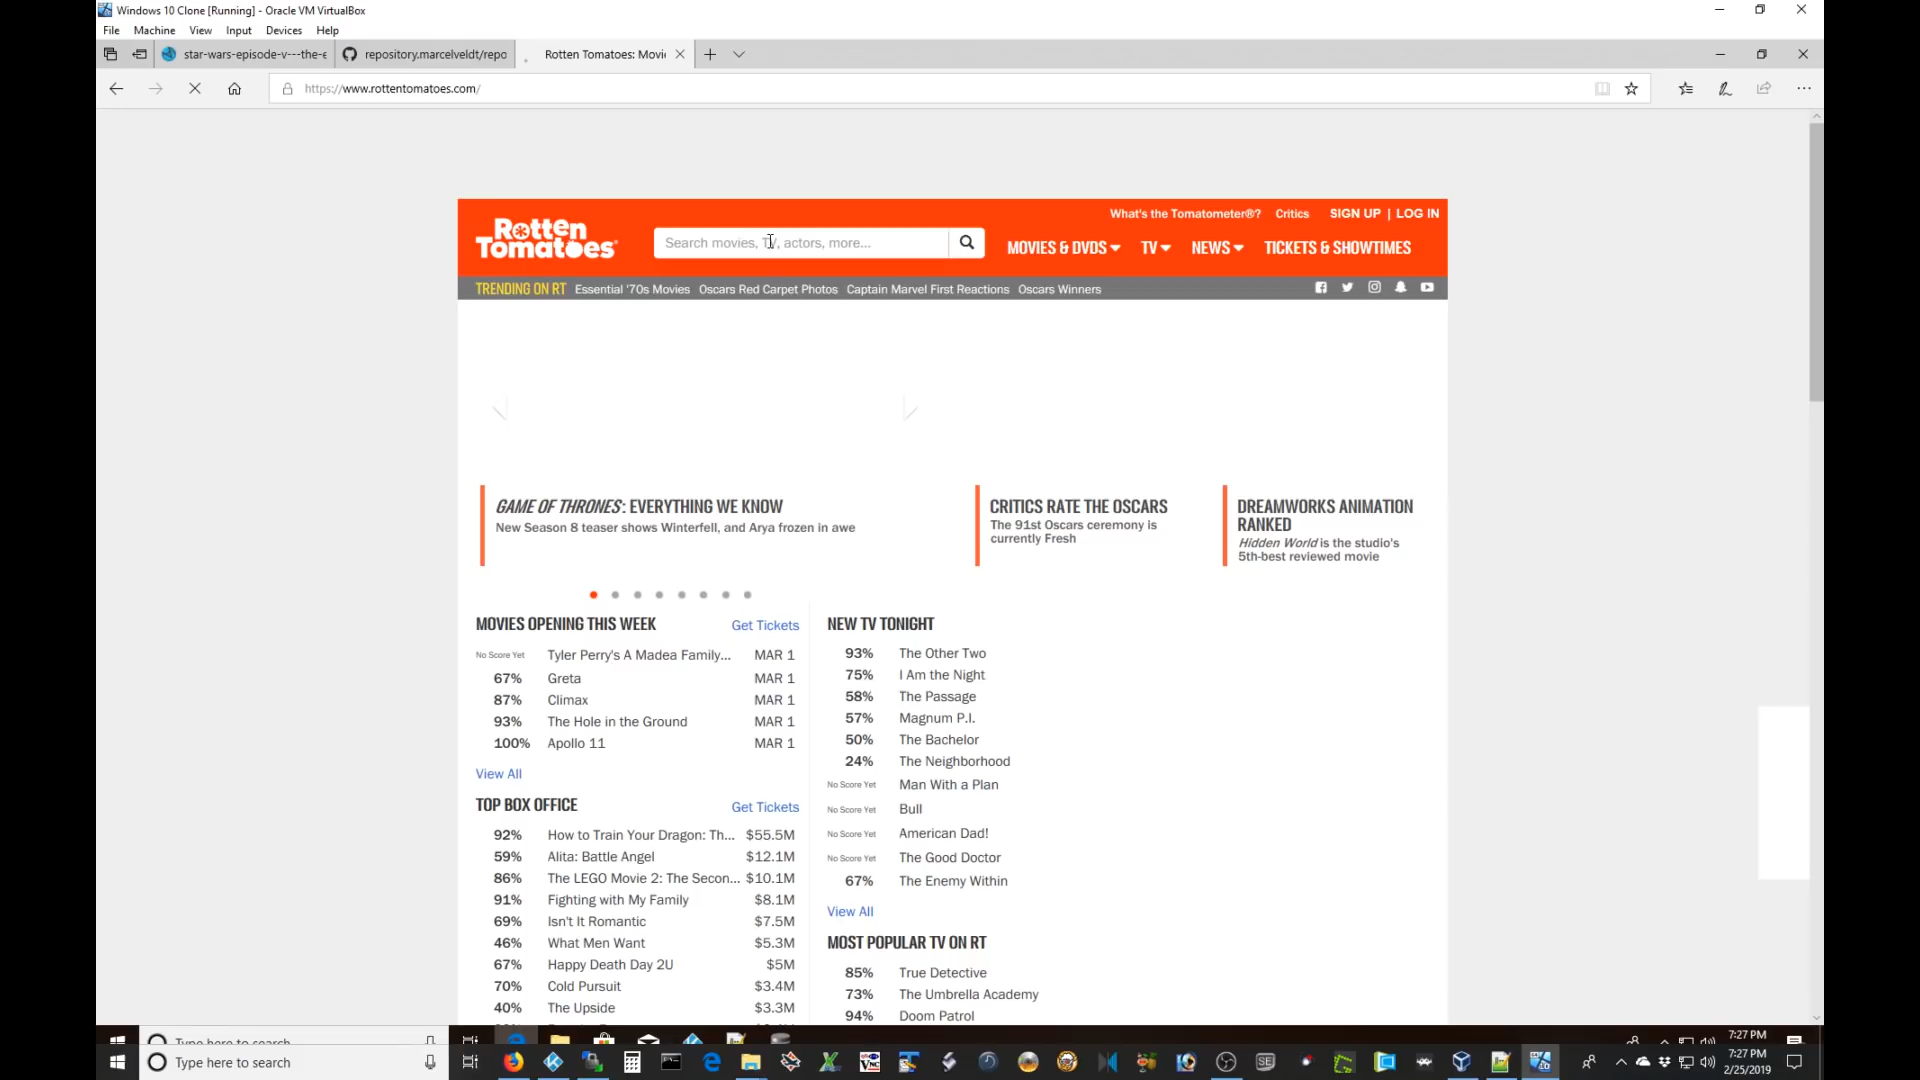 Windows 10 Clone [Running] - Oracle VM VirtualBox
File Machine View Input Devices Help
star-wars-episode-v---the-e
repository.marcelveldt/repo
Rotten Tomatoes: Movi
https://www.rottentomatoes.com/
What's the Tomatometer®? Critics SIGN UP | LOG IN
Rotten Tomatoes
Search movies, TV, actors, more...
MOVIES & DVDS TV NEWS TICKETS & SHOWTIMES
TRENDING ON RT Essential '70s Movies Oscars Red Carpet Photos Captain Marvel First Reactions Oscars Winners
GAME OF THRONES: EVERYTHING WE KNOW
New Season 8 teaser shows Winterfell, and Arya frozen in awe
CRITICS RATE THE OSCARS
The 91st Oscars ceremony is
currently Fresh
DREAMWORKS ANIMATION
RANKED
Hidden World is the studio's
5th-best reviewed movie
MOVIES OPENING THIS WEEK Get Tickets
No Score Yet Tyler Perry's A Madea Family... MAR 1
67% Greta MAR 1
87% Climax MAR 1
93% The Hole in the Ground MAR 1
100% Apollo 11 MAR 1
View All
TOP BOX OFFICE Get Tickets
92% How to Train Your Dragon: Th... $55.5M
59% Alita: Battle Angel $12.1M
86% The LEGO Movie 2: The Secon... $10.1M
91% Fighting with My Family $8.1M
69% Isn't It Romantic $7.5M
46% What Men Want $5.3M
67% Happy Death Day 2U $5M
70% Cold Pursuit $3.4M
40% The Upside $3.3M
NEW TV TONIGHT
93% The Other Two
75% I Am the Night
58% The Passage
57% Magnum P.I.
50% The Bachelor
24% The Neighborhood
No Score Yet Man With a Plan
No Score Yet Bull
No Score Yet American Dad!
No Score Yet The Good Doctor
67% The Enemy Within
View All
MOST POPULAR TV ON RT
85% True Detective
73% The Umbrella Academy
94% Doom Patrol
Type here to search
7:27 PM
Type here to search
SE
7:27 PM
2/25/2019